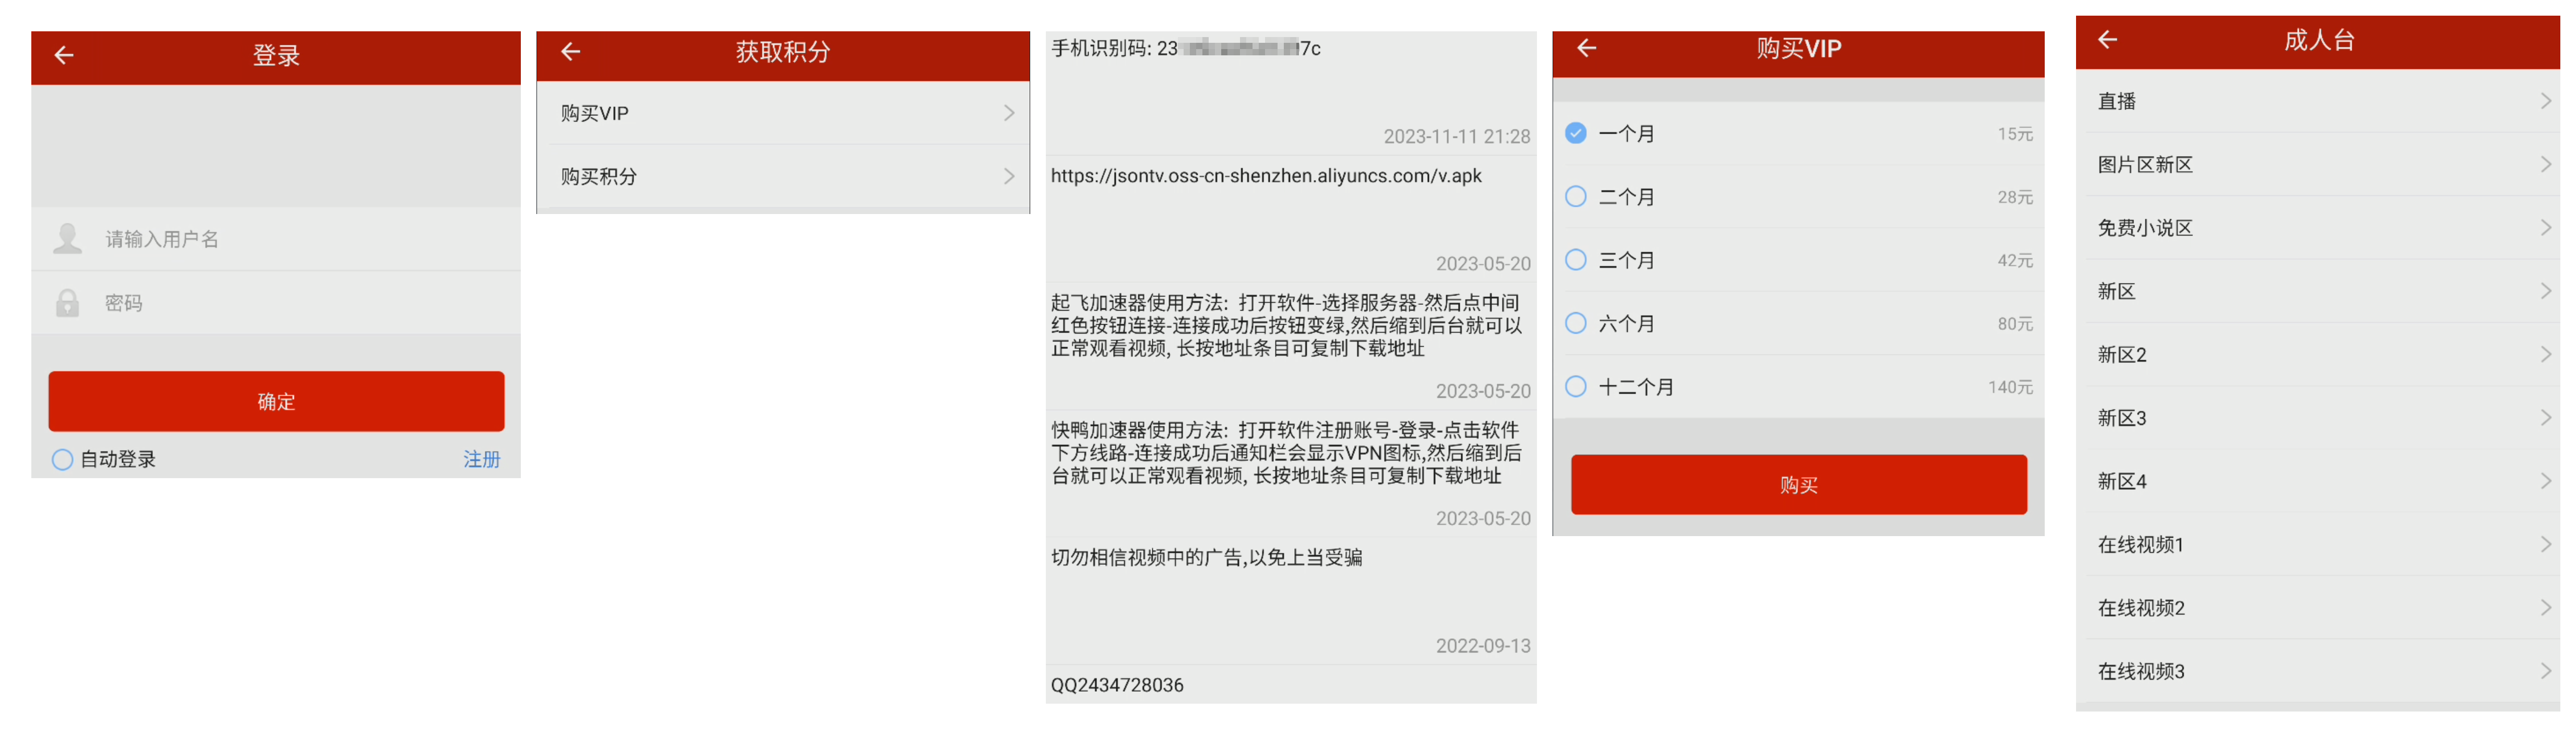 登录
请输入用户名
密码
确定
自动登录
注册
获取积分
购买VIP
购买积分
手机识别码: 23 7c
2023-11-11 21:28
https://jsontv.oss-cn-shenzhen.aliyuncs.com/v.apk
2023-05-20
起飞加速器使用方法: 打开软件-选择服务器-然后点中间
红色按钮连接-连接成功后按钮变绿,然后缩到后台就可以
正常观看视频, 长按地址条目可复制下载地址
2023-05-20
快鸭加速器使用方法: 打开软件注册账号-登录-点击软件
下方线路-连接成功后通知栏会显示VPN图标,然后缩到后
台就可以正常观看视频, 长按地址条目可复制下载地址
2023-05-20
切勿相信视频中的广告,以免上当受骗
2022-09-13
QQ2434728036
购买VIP
一个月 15元
二个月 28元
三个月 42元
六个月 80元
十二个月 140元
购买
成人台
直播
图片区新区
免费小说区
新区
新区2
新区3
新区4
在线视频1
在线视频2
在线视频3